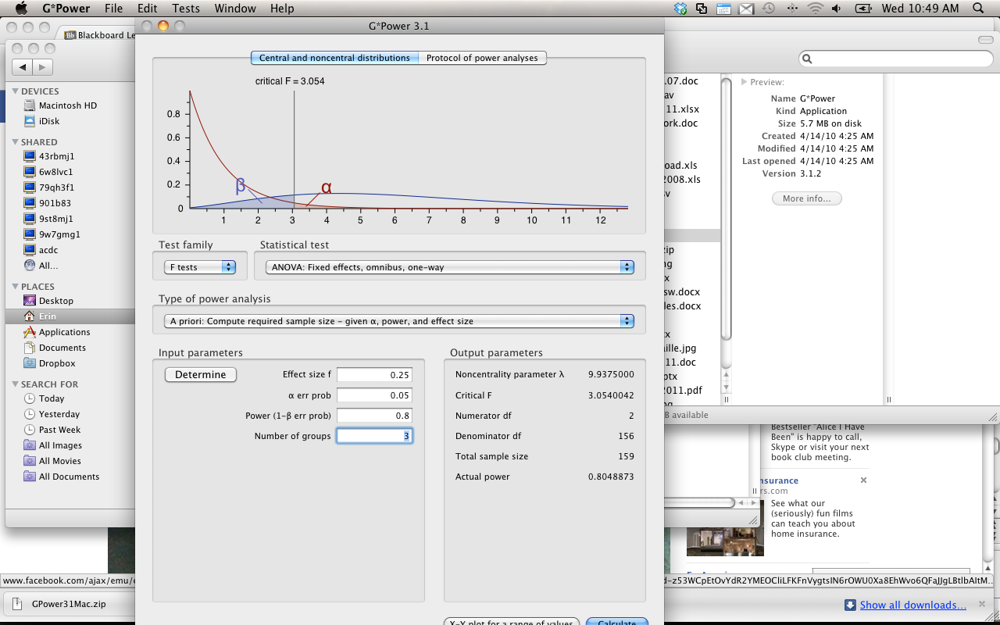 G*Power File Edit Tests Window Help
Wed 10:49 AM
Bb Blackboard Le
G*Power 3.1
Central and noncentral distributions
Protocol of power analyses
critical F = 3.054
0.8
0.6
0.4
0.2
0
β
α
1 2 3 4 5 6 7 8 9 10 11 12
Test family
Statistical test
F tests
ANOVA: Fixed effects, omnibus, one-way
Type of power analysis
A priori: Compute required sample size – given α, power, and effect size
Input parameters
Determine
Effect size f 0.25
α err prob 0.05
Power (1-β err prob) 0.8
Number of groups 3
Output parameters
Noncentrality parameter λ 9.9375000
Critical F 3.0540042
Numerator df 2
Denominator df 156
Total sample size 159
Actual power 0.8048873
X-Y plot for a range of values
Calculate
DEVICES
Macintosh HD
iDisk
SHARED
43rbmj1
6w8lvc1
79qh3f1
901b83
9st8mj1
9w7gmg1
acdc
All...
PLACES
Desktop
Erin
Applications
Documents
Dropbox
SEARCH FOR
Today
Yesterday
Past Week
All Images
All Movies
All Documents
.07.doc
av
11.xlsx
ork.doc
oad.xls
2008.xls
sv
zip
ng
x
sw.docx
les.docx
x
aille.jpg
11.doc
ptx
2011.pdf
Preview:
Name G*Power
Kind Application
Size 5.7 MB on disk
Created 4/14/10 4:25 AM
Modified 4/14/10 4:25 AM
Last opened 4/14/10 4:25 AM
Version 3.1.2
More info...
B available
Bestseller "Alice I Have
Been" is happy to call,
Skype or visit your next
book club meeting.
nsurance
rs.com
See what our
(seriously) fun films
can teach you about
home insurance.
www.facebook.com/ajax/emu/
GPower31Mac.zip
Show all downloads...